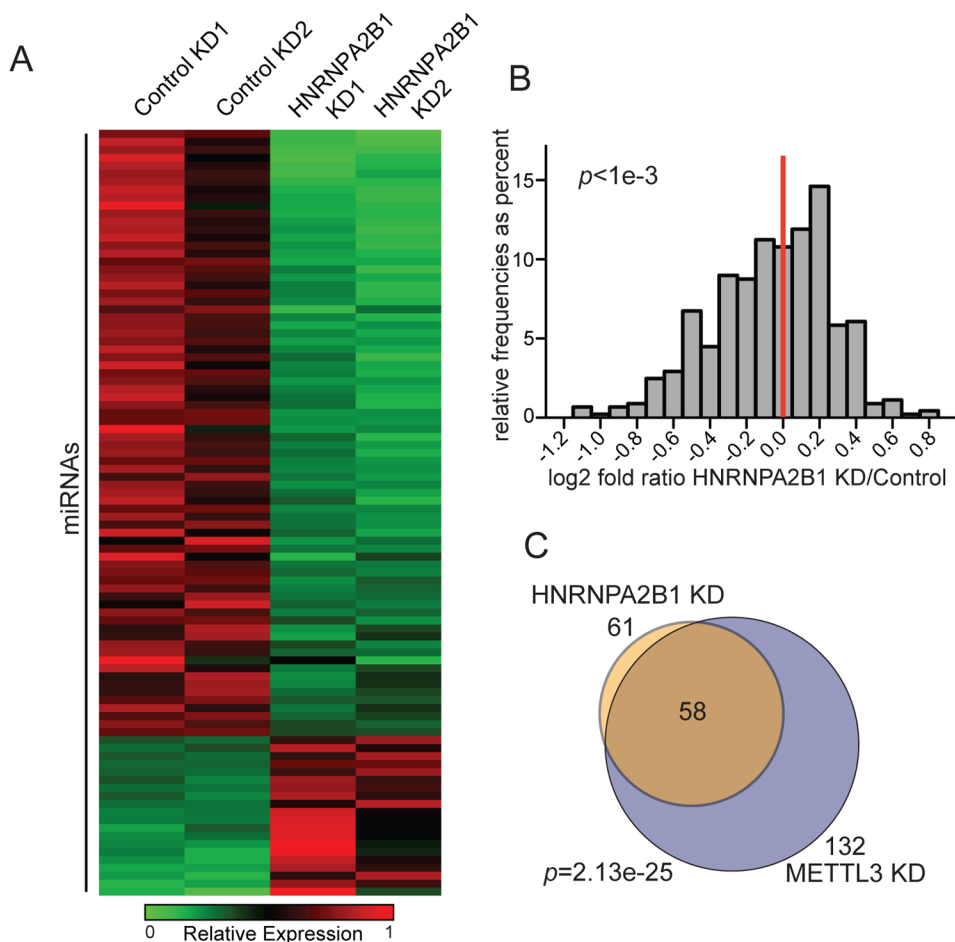 A
Control KD1
Control KD2
HNRNPA2B1
KD1
HNRNPA2B1
KD2
miRNAs
0
Relative Expression
1
B
relative frequencies as percent
p<1e-3
15
10
5
0
-1.2
-1.0
-0.8
-0.6
-0.4
-0.2
0.0
0.2
0.4
0.6
0.8
log2 fold ratio HNRNPA2B1 KD/Control
C
HNRNPA2B1 KD
61
58
132
METTL3 KD
p=2.13e-25